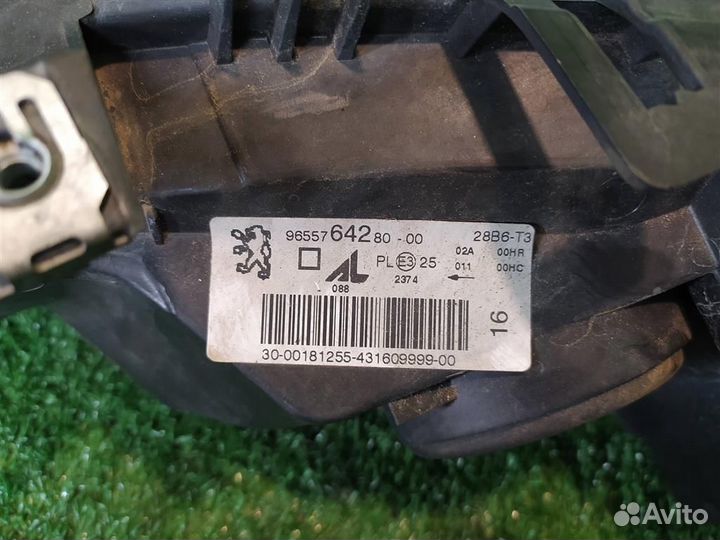 9655764280-00 28B6-T3
02A 00HR
AL PL E3 25 011 00HC
088 2374
16
30-00181255-431609999-00
Avito